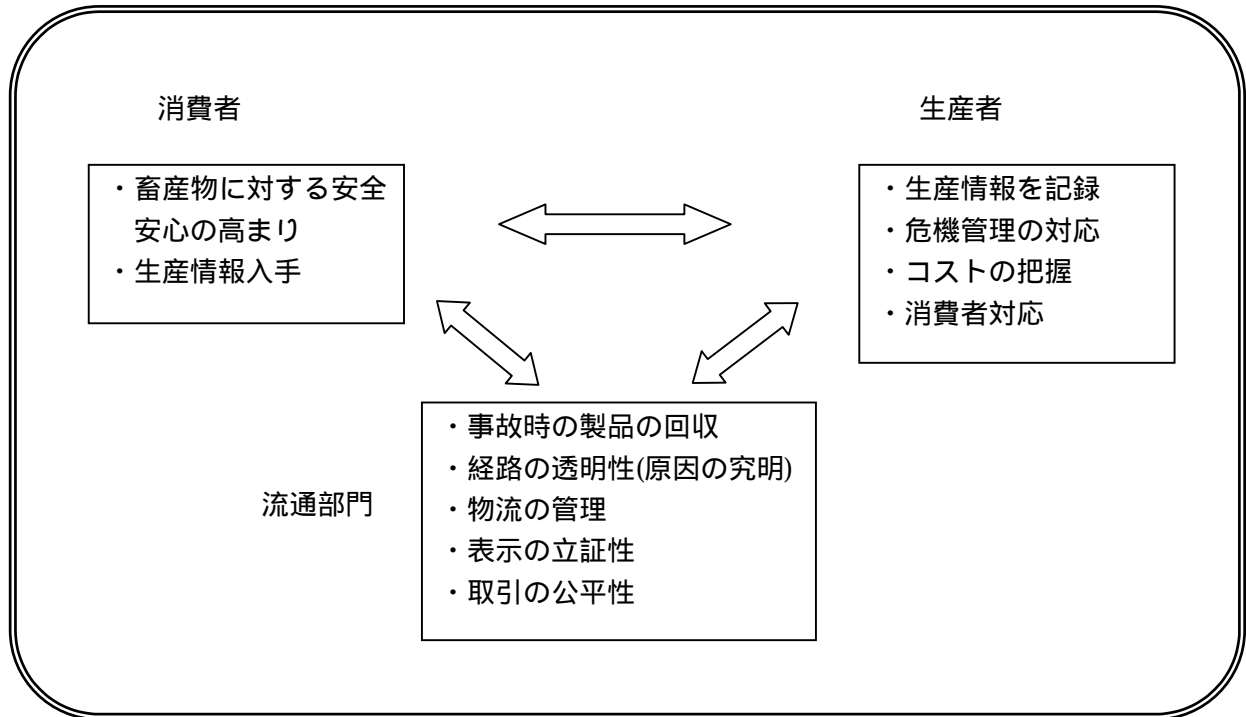 消費者
・畜産物に対する安全
安心の高まり
・生産情報入手
生産者
・生産情報を記録
・危機管理の対応
・コストの把握
・消費者対応
流通部門
・事故時の製品の回収
・経路の透明性(原因の究明)
・物流の管理
・表示の立証性
・取引の公平性